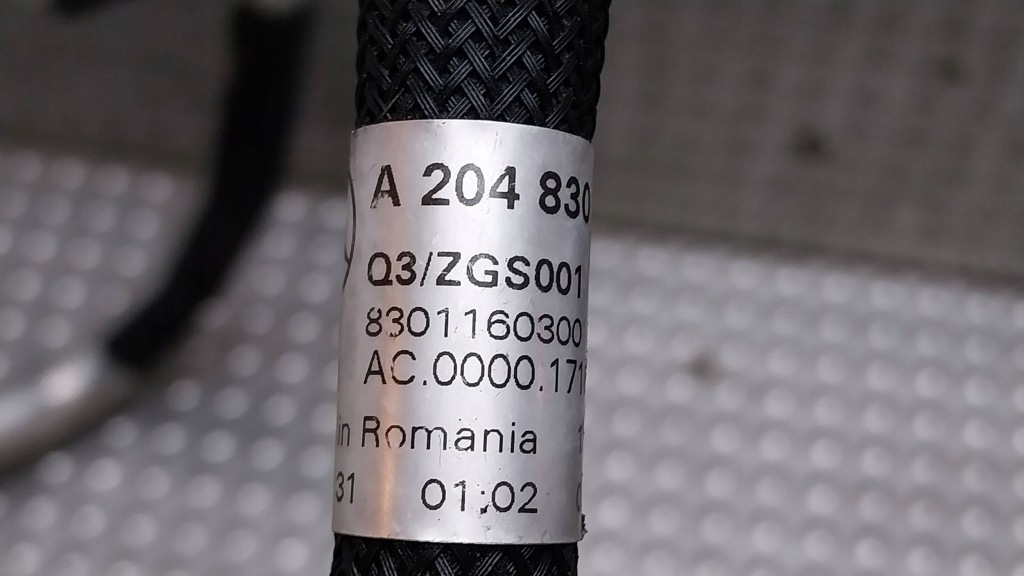 A 204 830
Q3/ZGS001
8301160300
AC.0000.171
in Romania
31 01:02